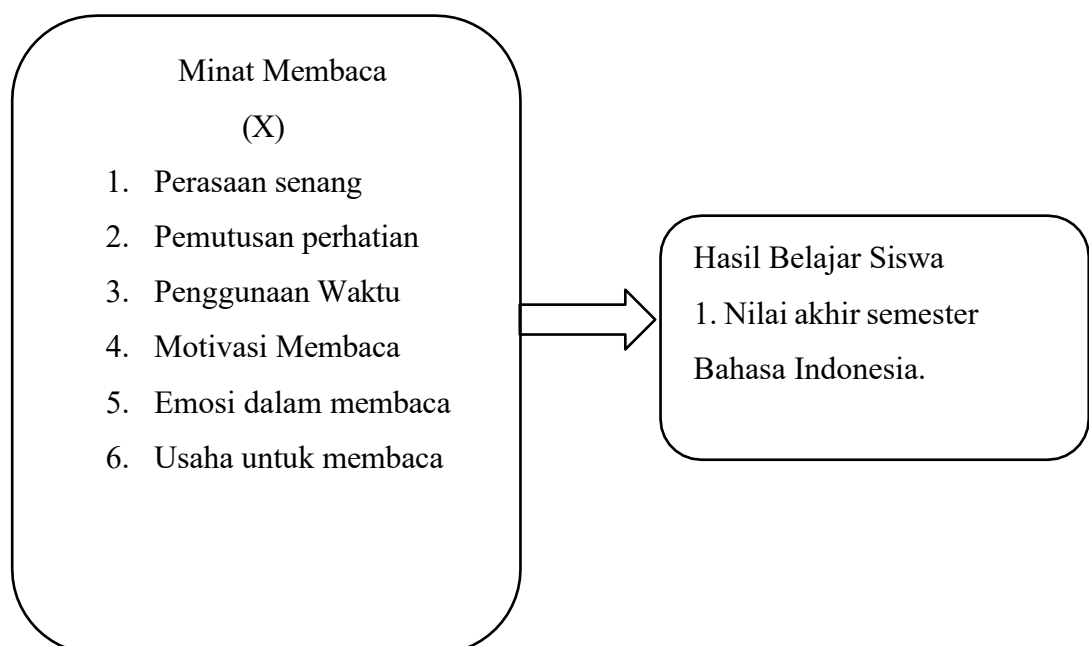 Minat Membaca
(X)
1. Perasaan senang
2. Pemutusan perhatian
3. Penggunaan Waktu
4. Motivasi Membaca
5. Emosi dalam membaca
6. Usaha untuk membaca
Hasil Belajar Siswa
1. Nilai akhir semester
Bahasa Indonesia.